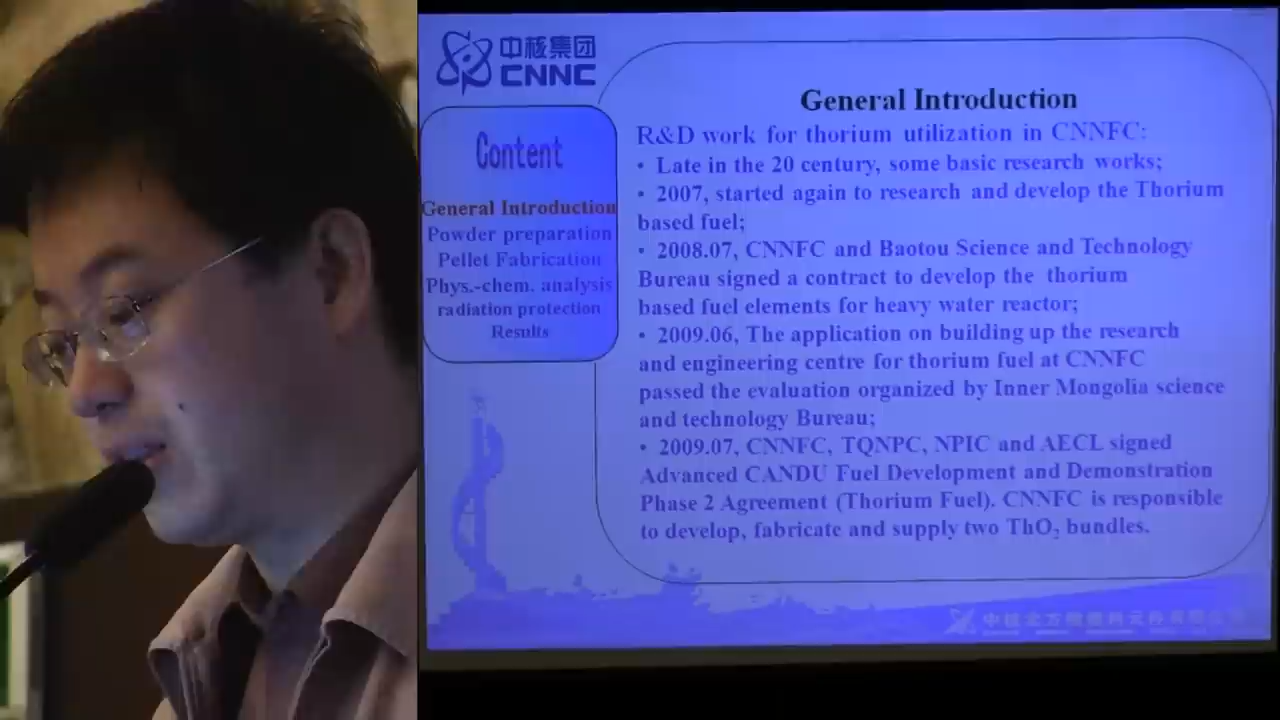 中核集团
CNNC
Content
General Introduction
Powder preparation
Pellet Fabrication
Phys.-chem. analysis
radiation protection
Results
General Introduction
R&D work for thorium utilization in CNNFC:
• Late in the 20 century, some basic research works;
• 2007, started again to research and develop the Thorium
based fuel;
• 2008.07, CNNFC and Baotou Science and Technology
Bureau signed a contract to develop the thorium
based fuel elements for heavy water reactor;
• 2009.06, The application on building up the research
and engineering centre for thorium fuel at CNNFC
passed the evaluation organized by Inner Mongolia science
and technology Bureau;
• 2009.07, CNNFC, TQNPC, NPIC and AECL signed
Advanced CANDU Fuel Development and Demonstration
Phase 2 Agreement (Thorium Fuel). CNNFC is responsible
to develop, fabricate and supply two ThO₂ bundles.
中核北方